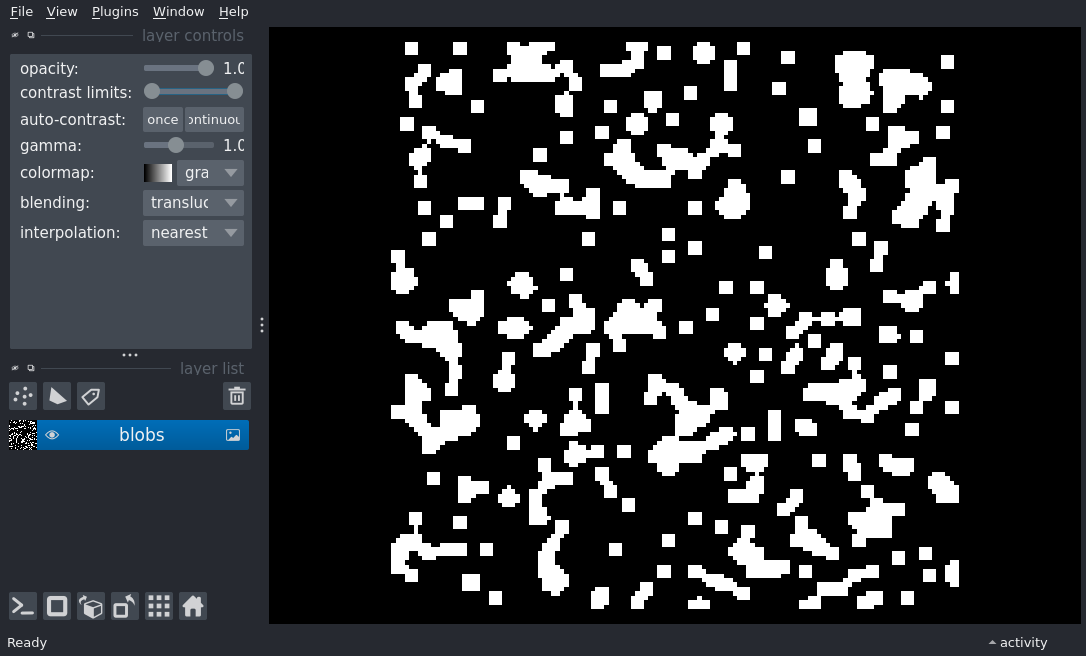 File View Plugins Window Help
layer controls
opacity: 1.0
contrast limits:
auto-contrast: once ontinuou
gamma: 1.0
colormap: gra
blending: transluc
interpolation: nearest
layer list
blobs
Ready activity